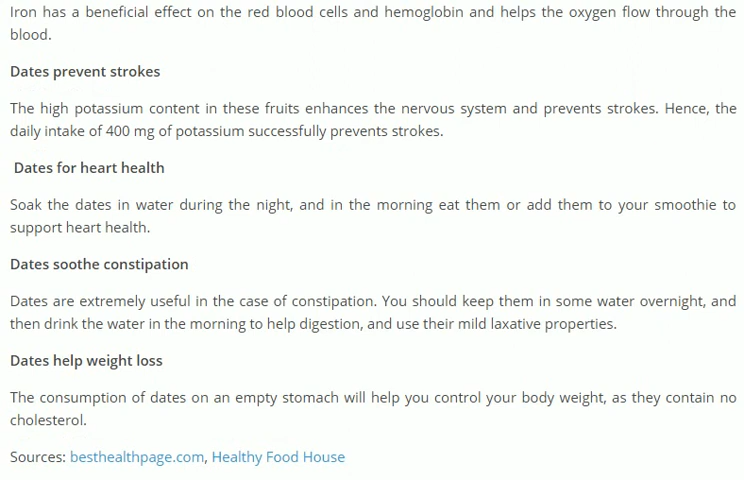 Iron has a beneficial effect on the red blood cells and hemoglobin and helps the oxygen flow through the
blood.
Dates prevent strokes
The high potassium content in these fruits enhances the nervous system and prevents strokes. Hence, the
daily intake of 400 mg of potassium successfully prevents strokes.
Dates for heart health
Soak the dates in water during the night, and in the morning eat them or add them to your smoothie to
support heart health.
Dates soothe constipation
Dates are extremely useful in the case of constipation. You should keep them in some water overnight, and
then drink the water in the morning to help digestion, and use their mild laxative properties.
Dates help weight loss
The consumption of dates on an empty stomach will help you control your body weight, as they contain no
cholesterol.
Sources: besthealthpage.com, Healthy Food House